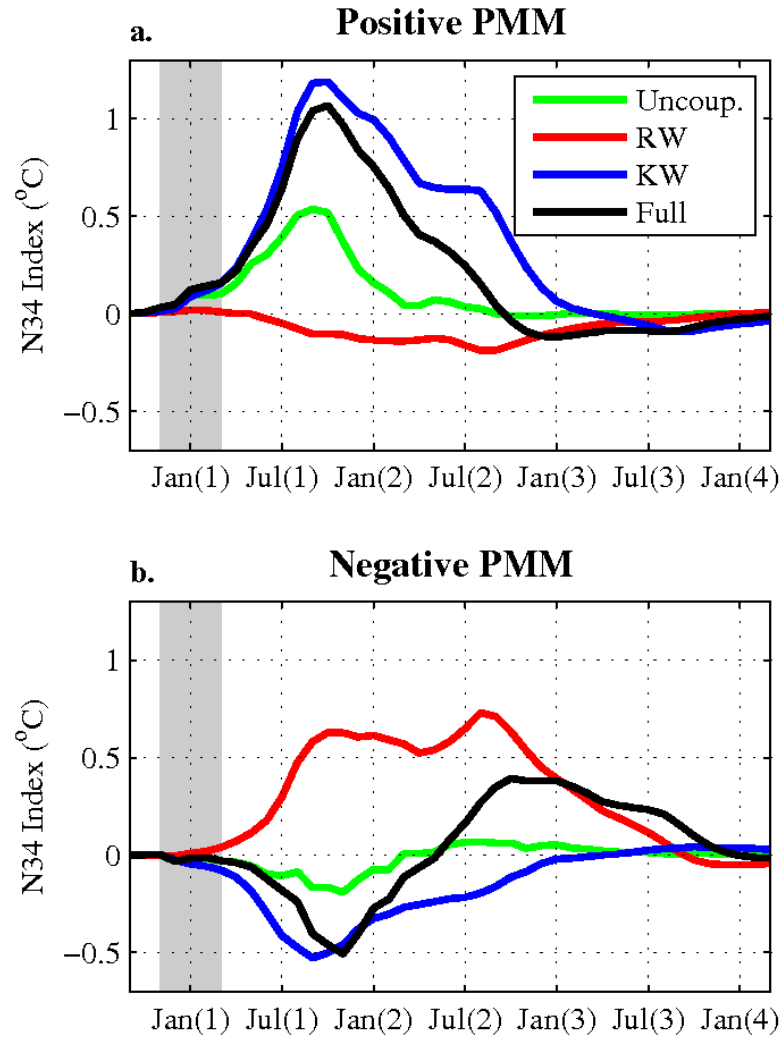 a.
Positive PMM
1
0.5
0
−0.5
N34 Index (°C)
Uncoup.
RW
KW
Full
Jan(1) Jul(1) Jan(2) Jul(2) Jan(3) Jul(3) Jan(4)
b.
Negative PMM
1
0.5
0
−0.5
N34 Index (°C)
Jan(1) Jul(1) Jan(2) Jul(2) Jan(3) Jul(3) Jan(4)